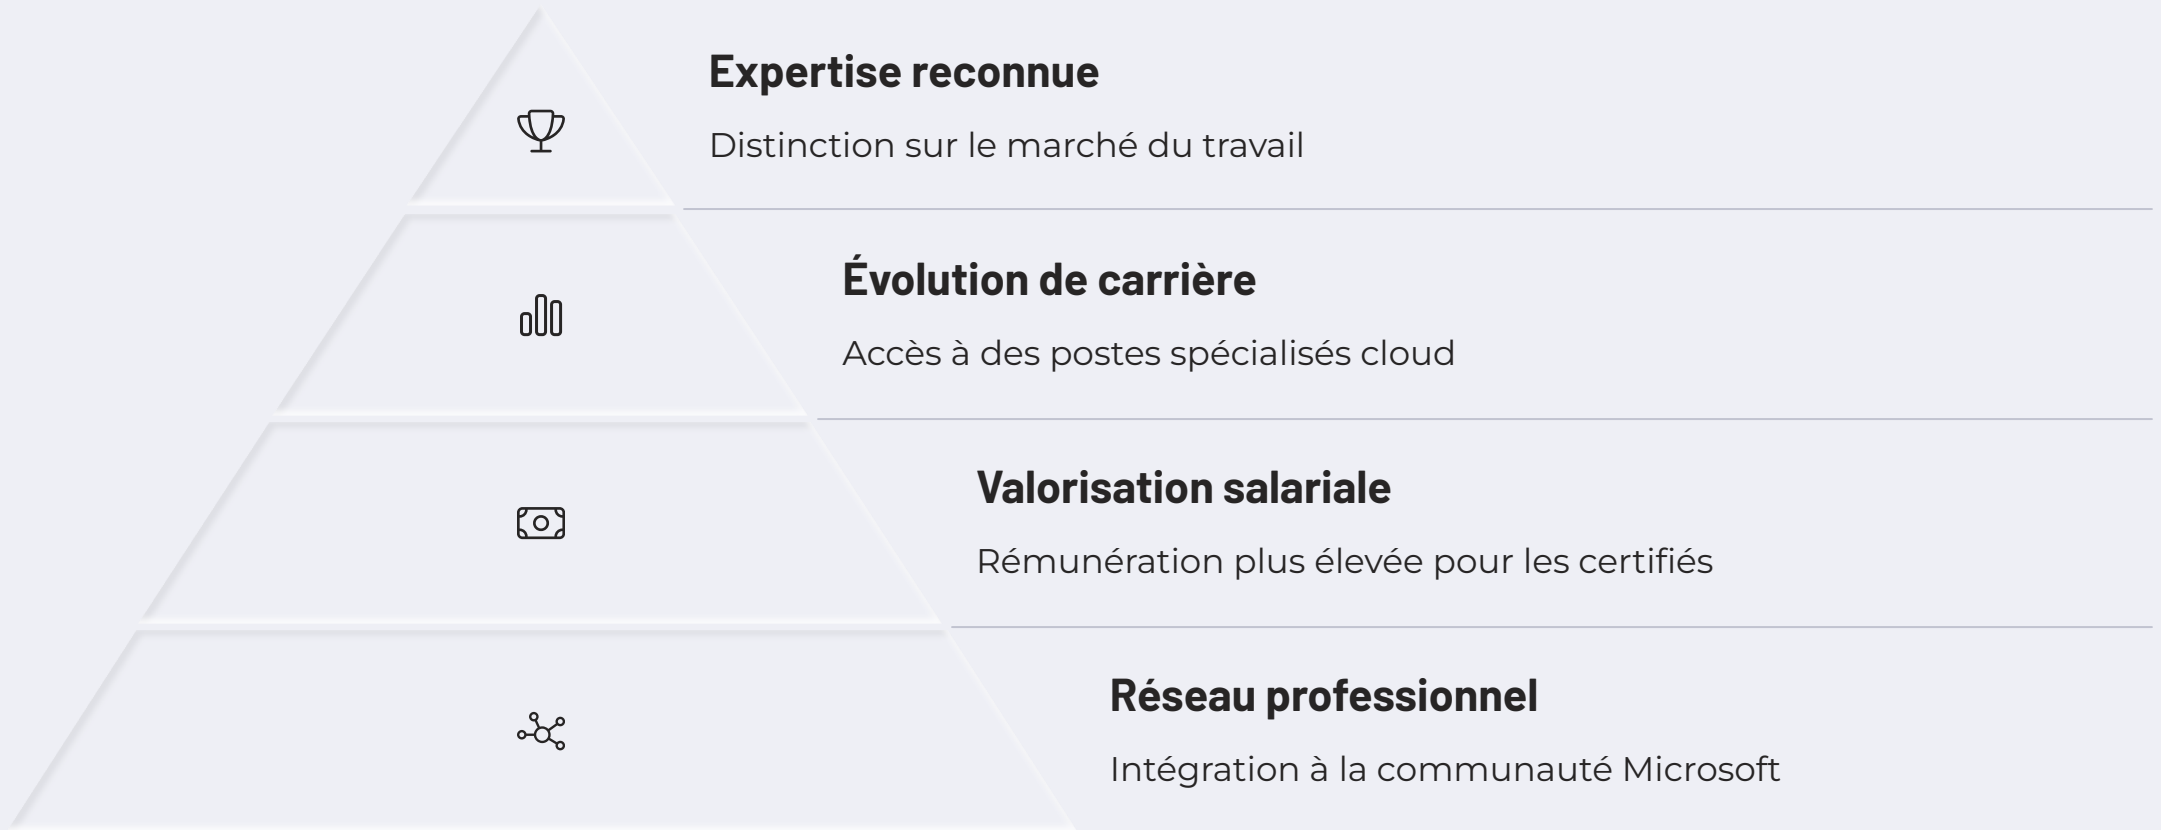 Expertise reconnue
Distinction sur le marché du travail
Évolution de carrière
Accès à des postes spécialisés cloud
Valorisation salariale
Rémunération plus élevée pour les certifiés
Réseau professionnel
Intégration à la communauté Microsoft